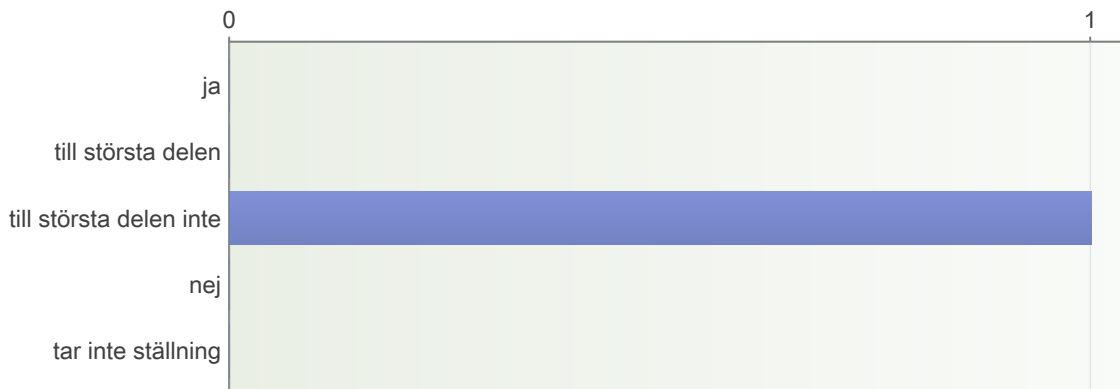 0 1
ja
till största delen
till största delen inte
nej
tar inte ställning